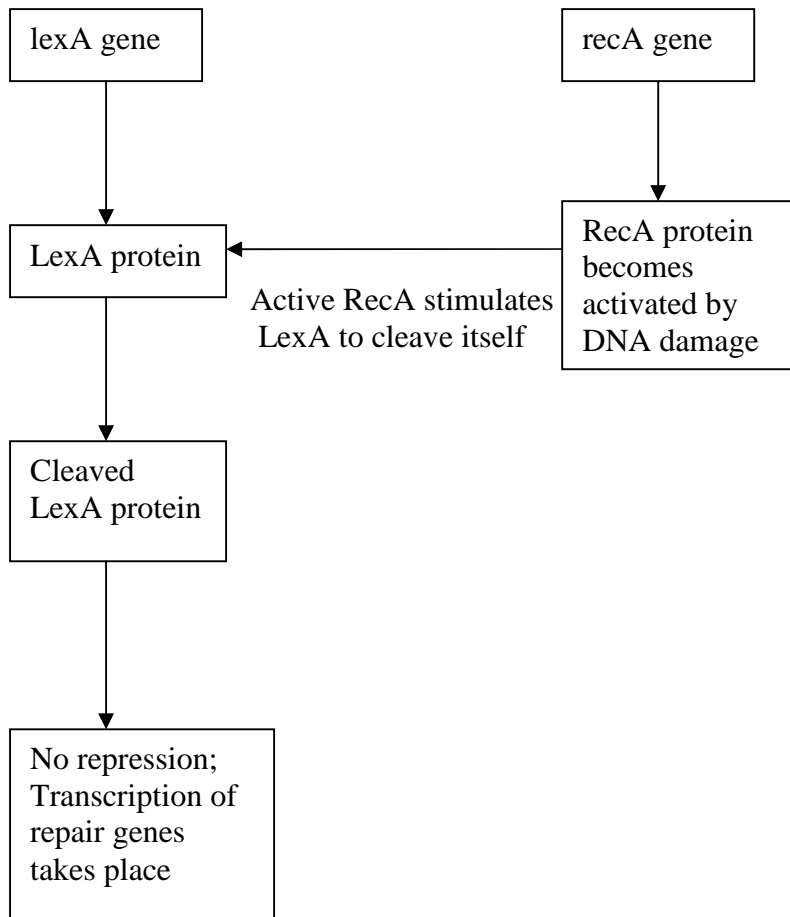 lexA gene
recA gene
LexA protein
RecA protein
becomes
activated by
DNA damage
Active RecA stimulates
LexA to cleave itself
Cleaved
LexA protein
No repression;
Transcription of
repair genes
takes place